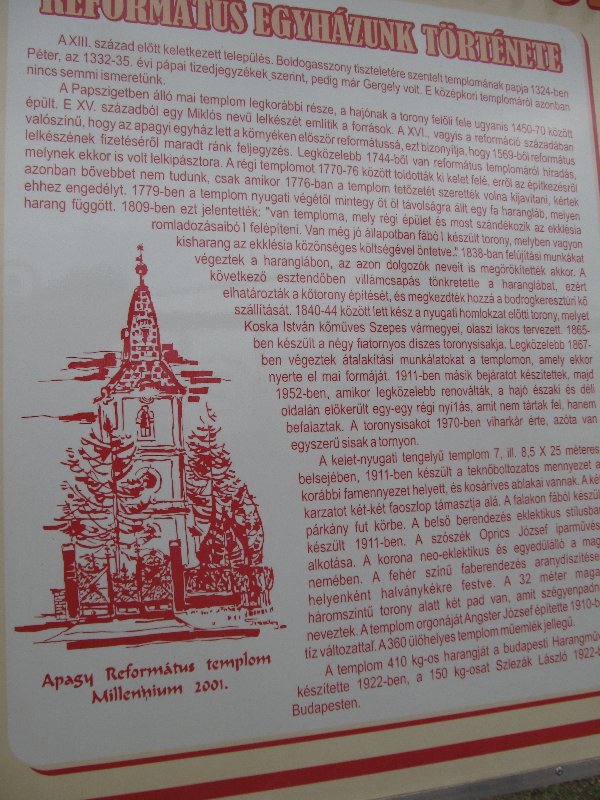 REFORMÁTUS EGYHÁZUNK TÖRTÉNETE
A XIII. század előtt keletkezett település. Boldogasszony tiszteletére szentelt templomának papja 1324-ben
Péter, az 1332-35. évi pápai tizedjegyzékek szerint, pedig már Gergely volt. E középkori templomáról azonban
nincs semmi ismeretünk.
A Papszigetben álló mai templom legkorábbi része, a hajónak a torony felőli fele ugyanis 1450-70 között
épült. E XV. századból egy Miklós nevű lelkészét említik a források. A XVI., vagyis a reformáció századában
valószínű, hogy az apagyi egyház lett a környéken először reformátussá, ezt bizonyítja, hogy 1569-ből református
lelkészének fizetéséről maradt ránk feljegyzés. Legközelebb 1744-ből van református templomáról híradás,
melynek ekkor is volt lelkipásztora. A régi templomot 1770-76 között toldották ki kelet felé, erről az építkezésről
azonban bővebbet nem tudunk, csak amikor 1776-ban a templom tetőzetét szerették volna kijavítani, kértek
ehhez engedélyt. 1779-ben a templom nyugati végétől mintegy öt öl távolságra állt egy fa harangláb, melyen
harang függött. 1809-ben ezt jelentették: "van temploma, mely régi épület és most szándékozik az ekklésia
romladozásaibó l felépíteni. Van még jó állapotban fábó l készült torony, melyben vagyon
kisharang az ekklésia közönséges költségével öntetve." 1838-ban felújítási munkákat
végeztek a haranglábon, az azon dolgozók neveit is megörökítették akkor. A
következő esztendőben villámcsapás tönkretette a haranglábat, ezért
elhatározták a kőtorony építését, és megkezdték hozzá a bodrogkeresztúri kő
szállítását. 1840-44 között lett kész a nyugati homlokzat előtti torony, melyet
Koska István kőműves Szepes vármegyei, olaszi lakos tervezett. 1865-
ben készült a négy fiatornyos díszes toronysisakja. Legközelebb 1867-
ben végeztek átalakítási munkálatokat a templomon, amely ekkor
nyerte el mai formáját. 1911-ben másik bejáratot készítettek, majd
1952-ben, amikor legközelebb renoválták, a hajó északi és déli
oldalán előkerült egy-egy régi nyílás, amit nem tártak fel, hanem
befalaztak. A toronysisakot 1970-ben viharkár érte, azóta van
egyszerű sisak a tornyon.
A kelet-nyugati tengelyű templom 7, ill. 8,5 X 25 méteres
belsejében, 1911-ben készült a teknőboltozatos mennyezet a
korábbi famennyezet helyett, és kosáríves ablakai vannak. A két
karzatot két-két faoszlop támasztja alá. A falakon fából készült
párkány fut körbe. A belső berendezés eklektikus stílusban
készült 1911-ben. A szószék Oprics József iparművész
alkotása. A korona neo-eklektikus és egyedülálló a maga
nemében. A fehér színű faberendezés aranydíszítése
helyenként halványkékre festve. A 32 méter magas
háromszintű torony alatt két pad van, amit szégyenpadn
neveztek. A templom orgonáját Angster József építette 1910-b
tíz változattal. A 360 ülőhelyes templom műemlék jellegű.
A templom 410 kg-os harangját a budapesti Harangmű
készítette 1922-ben, a 150 kg-osat Szlezák László 1922-b
Budapesten.
Apagy Református templom
Millennium 2001.